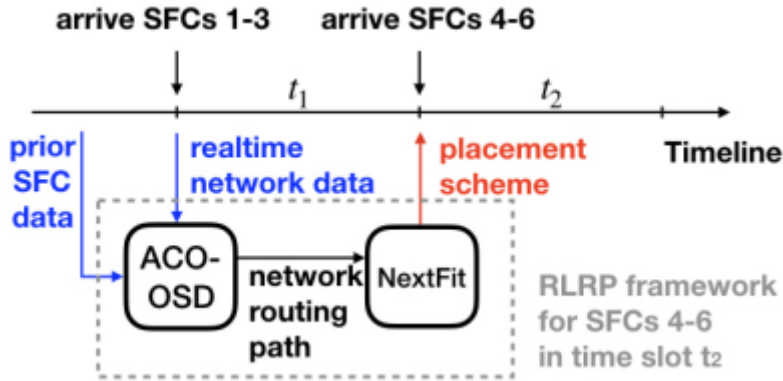 arrive SFCs 1-3
arrive SFCs 4-6
t₁
t₂
prior
SFC
data
realtime
network data
placement
scheme
Timeline
ACO-
OSD
network
routing
path
NextFit
RLRP framework
for SFCs 4-6
in time slot t₂